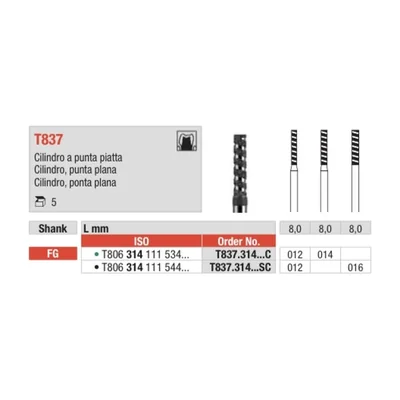 T837
Cilindro a punta piatta
Cilindro, punta plana
Cilindro, ponta plana
5
Shank L mm 8,0 8,0 8,0
ISO Order No.
FG • T806 314 111 534... T837.314...C 012 014
• T806 314 111 544... T837.314...SC 012 016